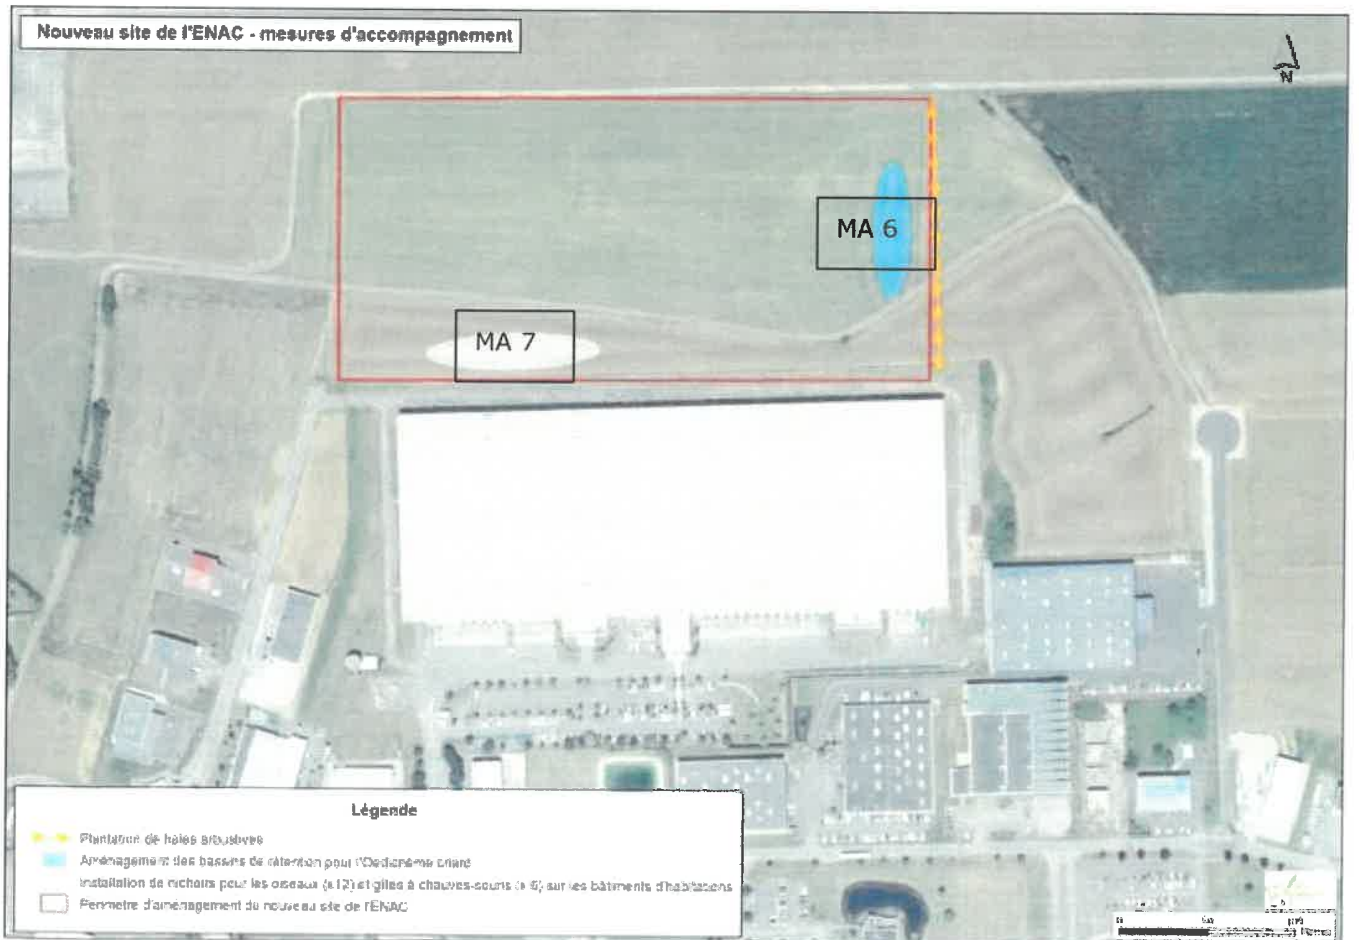 Nouveau site de l'ENAC - mesures d'accompagnement
N
MA 6
MA 7
Légende
Plantation de haies arbustives
Aménagement des bassins de rétention pour l'Oedicnème criard
Installation de nichoirs pour les oiseaux (x12) et gîtes à chauves-souris (x 6) sur les bâtiments d'habitations
Périmètre d'aménagement du nouveau site de l'ENAC